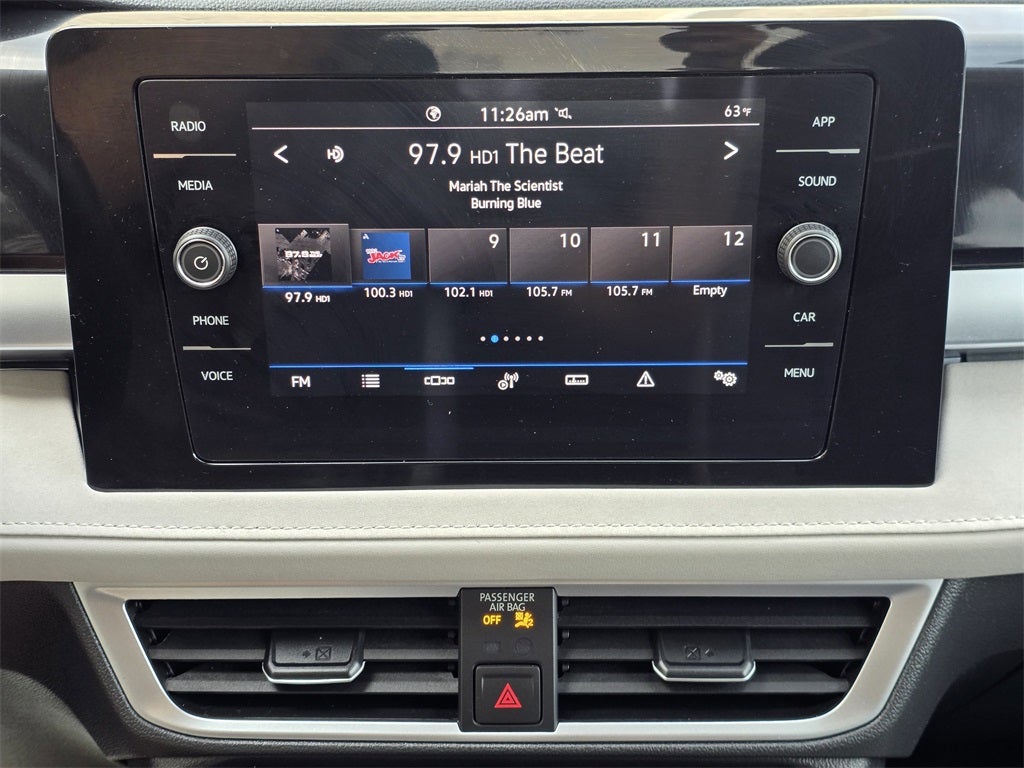 RADIO
MEDIA
PHONE
VOICE
11:26am
63°F
97.9 HD1 The Beat
Mariah The Scientist
Burning Blue
97.9 HD1
JACK
100.3 HD1
9
102.1 HD1
10
105.7 FM
11
105.7 FM
12
Empty
FM
APP
SOUND
CAR
MENU
PASSENGER
AIR BAG
OFF